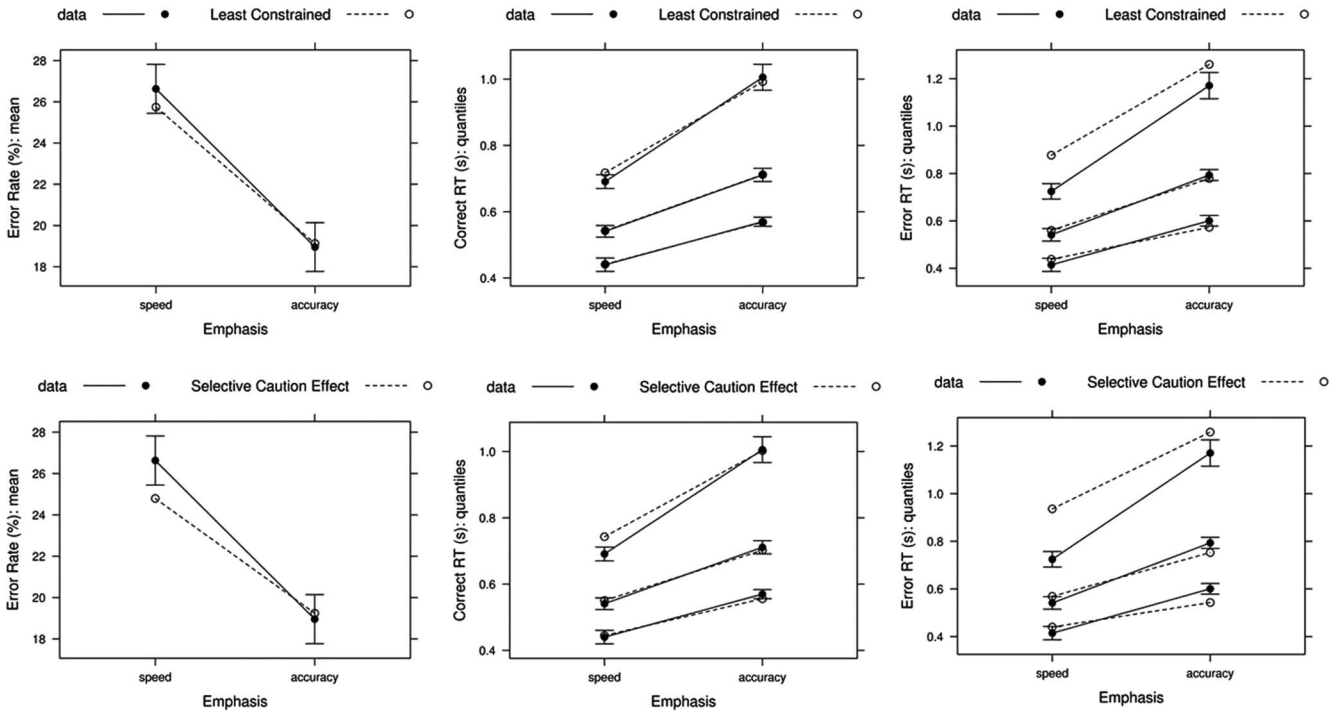 data Least Constrained
Error Rate (%): mean
28
26
24
22
20
18
speed accuracy
Emphasis
data Least Constrained
Correct RT (s): quantiles
1.0
0.8
0.6
0.4
speed accuracy
Emphasis
data Least Constrained
Error RT (s): quantiles
1.2
1.0
0.8
0.6
0.4
speed accuracy
Emphasis
data Selective Caution Effect
Error Rate (%): mean
28
26
24
22
20
18
speed accuracy
Emphasis
data Selective Caution Effect
Correct RT (s): quantiles
1.0
0.8
0.6
0.4
speed accuracy
Emphasis
data Selective Caution Effect
Error RT (s): quantiles
1.2
1.0
0.8
0.6
0.4
speed accuracy
Emphasis